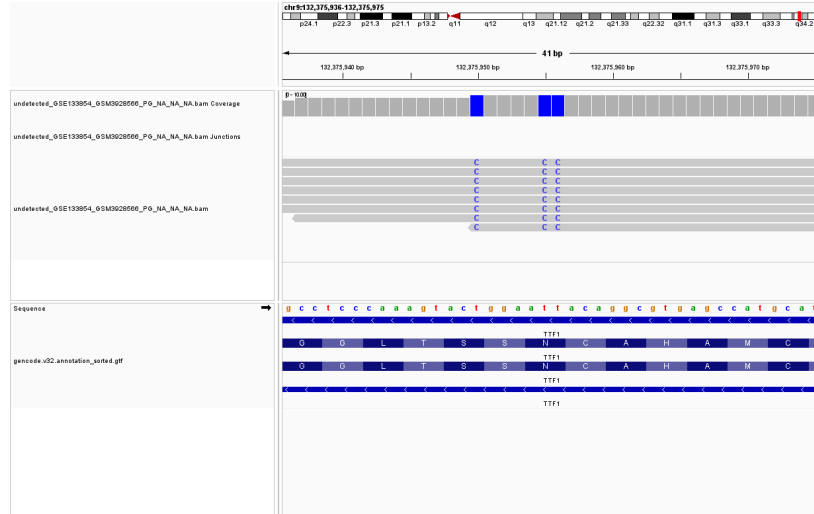 chr9:132,375,936-132,375,975
p24.1 p22.3 p21.3 p21.1 p13.2 q11 q12 q13 q21.12 q21.2 q21.33 q22.32 q31.1 q31.3 q33.1 q33.3 q34.2
41 bp
132,375,940 bp 132,375,950 bp 132,375,960 bp 132,375,970 bp
undetected_GSE133854_GSM3928566_PG_NA_NA_NA.bam Coverage
[0 - 10.00]
undetected_GSE133854_GSM3928566_PG_NA_NA_NA.bam Junctions
C C C
C C C
C C C
C C C
C C C
undetected_GSE133854_GSM3928566_PG_NA_NA_NA.bam
C C C
C C C
C C C
Sequence
g c c t c c c a a a g t a c t g g a a t t a c a g g c g t g a g c c a t g c a t
TTF1
G G L T S S N C A H A M C
TTF1
gencode.v32.annotation_sorted.gtf
G G L T S S N C A H A M C
TTF1
TTF1